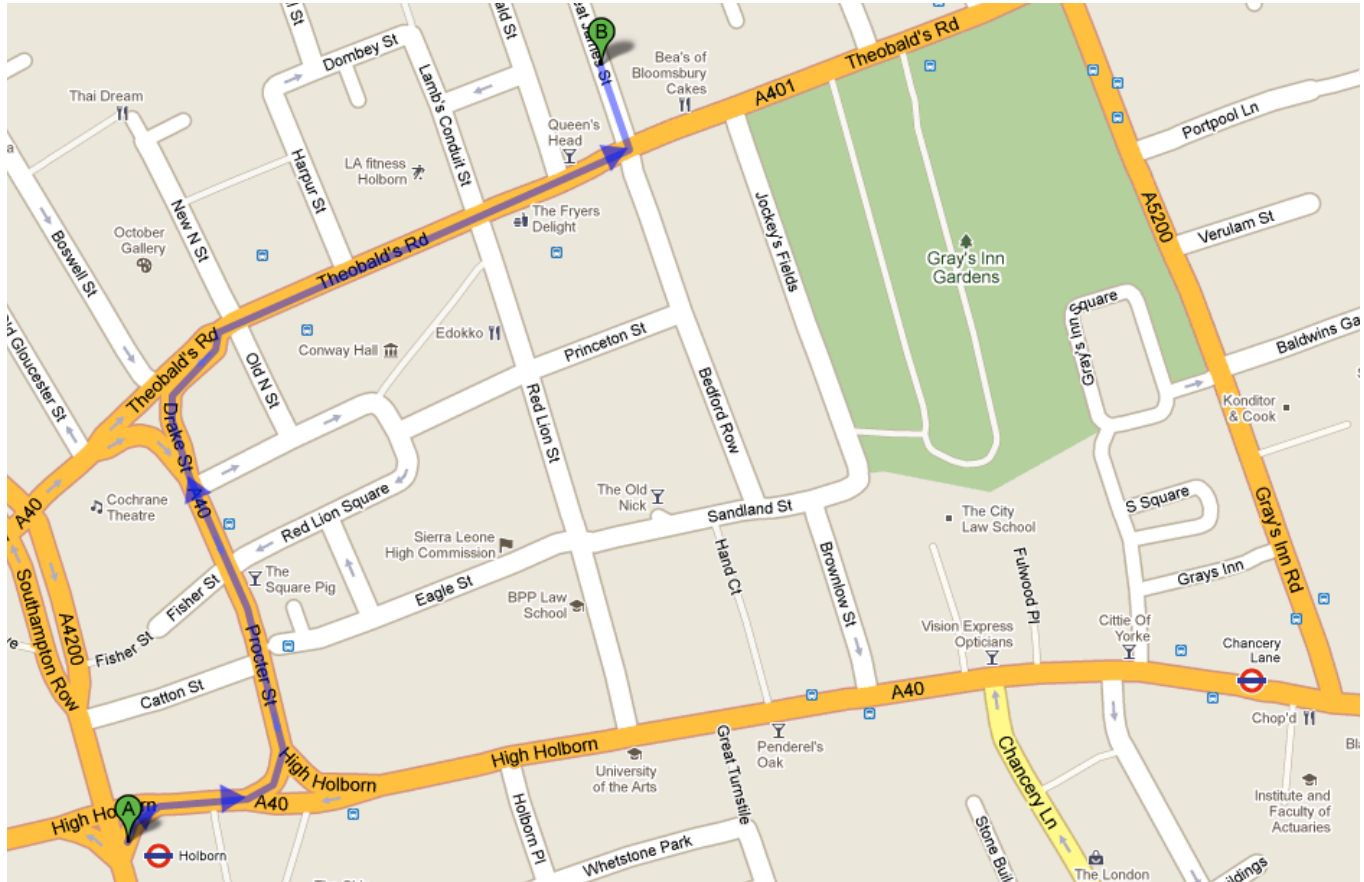 Dombey St
Thai Dream
Lamb's Conduit St
B
Bea's of
Bloomsbury
Cakes
Theobald's Rd
A401
Queen's
Head
LA fitness
Holborn
Harpur St
New N St
October
Gallery
Boswell St
The Fryers
Delight
Theobald's Rd
Jockey's Fields
Gray's Inn
Gardens
A5200
Portpool Ln
Verulam St
Gray's Inn Square
Baldwins Ga
Konditor
& Cook
Conway Hall
Edokko
Princeton St
Old N St
Theobald's Rd
Drake St
A40
Red Lion St
Bedford Row
Cochrane
Theatre
A40
Red Lion Square
The Old
Nick
Sandland St
The City
Law School
S Square
Gray's Inn Rd
Sierra Leone
High Commission
Eagle St
Hand Ct
Brownlow St
Fulwood Pl
Grays Inn
Fisher St
The
Square Pig
BPP Law
School
Southampton Row
A4200
Fisher St
Procter St
Catton St
Vision Express
Opticians
Cittie Of
Yorke
Chancery
Lane
A40
High Holborn
High Holborn
University
of the Arts
Great Turnstile
Penderel's
Oak
Chancery Ln
Chop'd
Institute and
Faculty of
Actuaries
High Holborn
A
A40
Holborn
Holborn Pl
Whetstone Park
The London